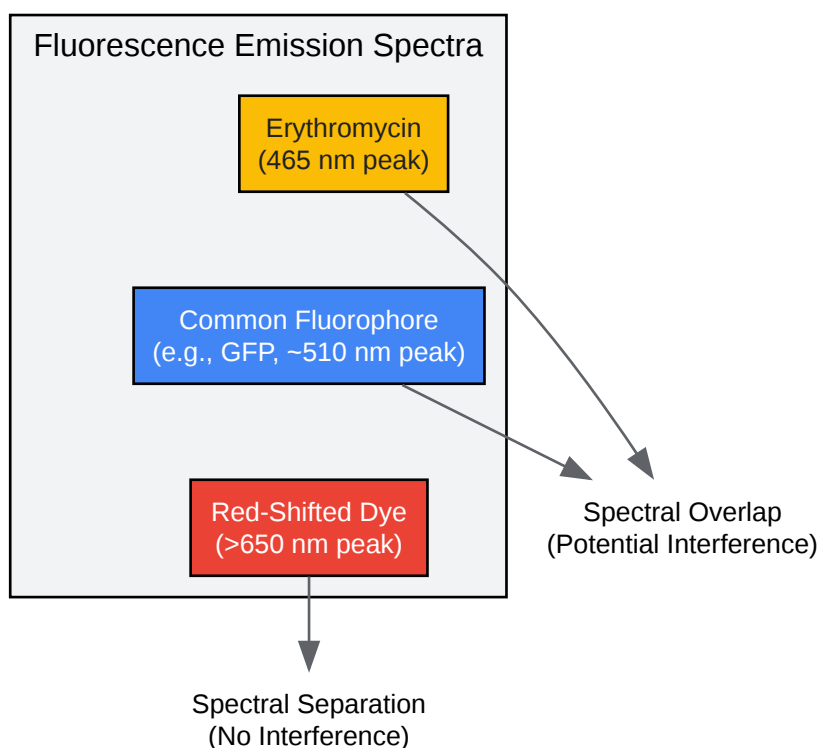 Fluorescence Emission Spectra
Erythromycin
(465 nm peak)
Common Fluorophore
(e.g., GFP, ~510 nm peak)
Red-Shifted Dye
(>650 nm peak)
Spectral Overlap
(Potential Interference)
Spectral Separation
(No Interference)